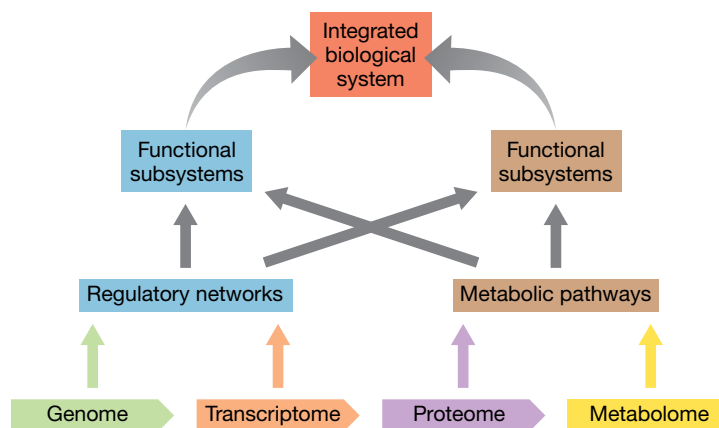 Integrated
biological
system
Functional
subsystems
Functional
subsystems
Regulatory networks
Metabolic pathways
Genome
Transcriptome
Proteome
Metabolome